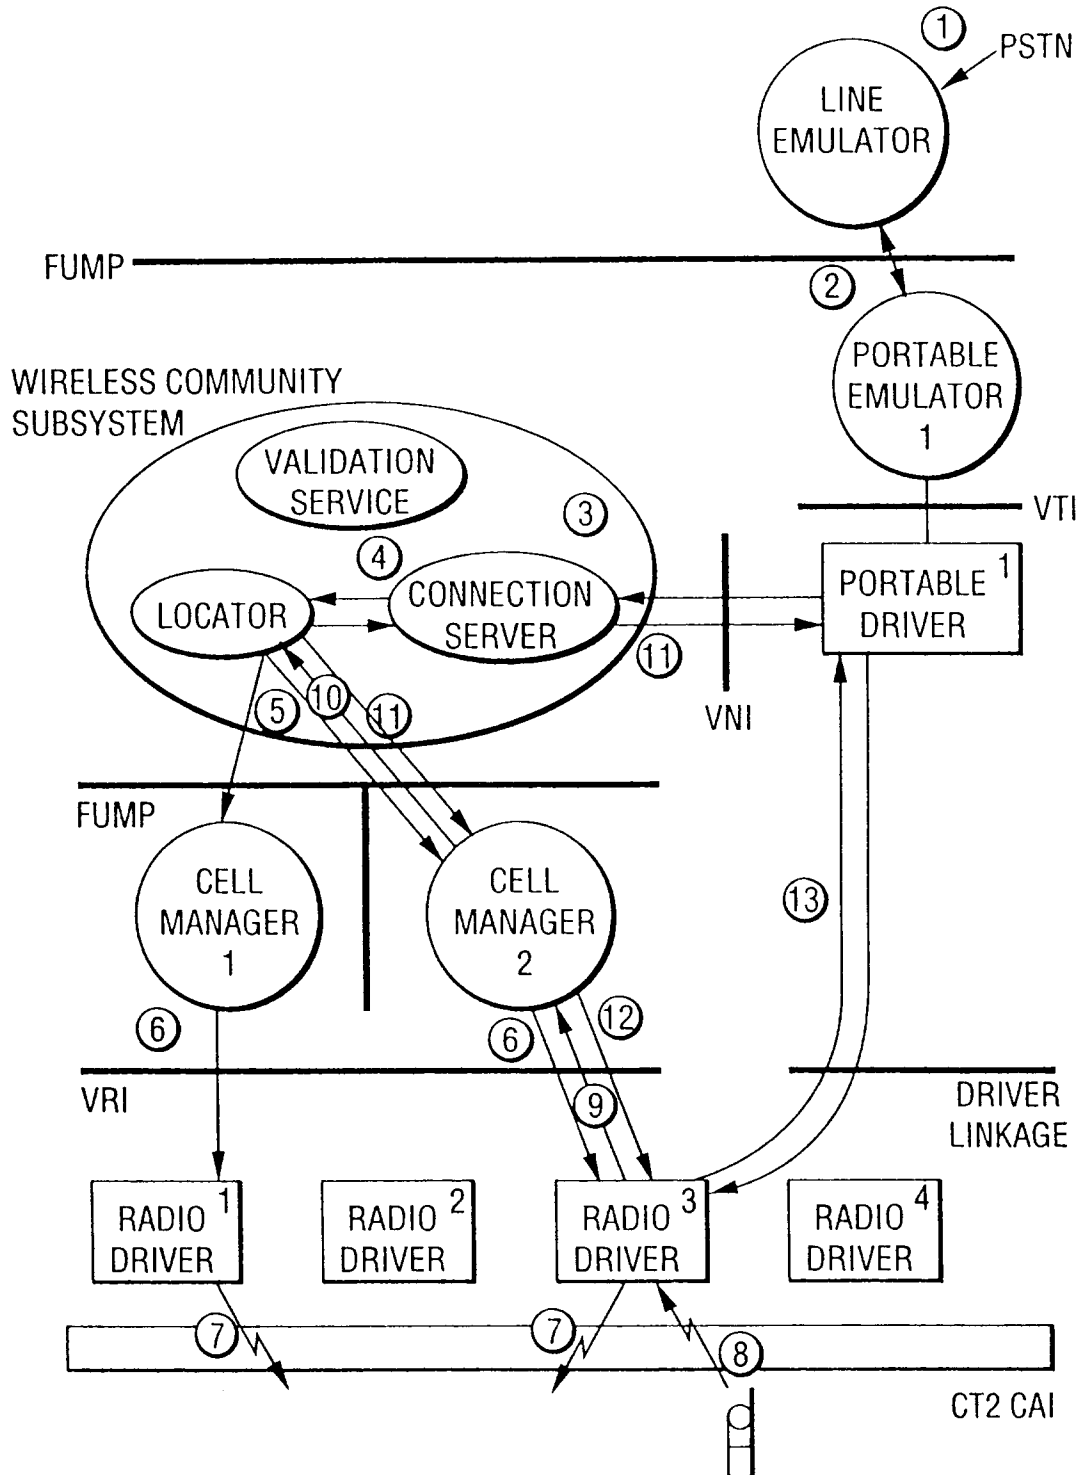 1
PSTN
LINE
EMULATOR
FUMP
2
PORTABLE
EMULATOR
1
WIRELESS COMMUNITY
SUBSYSTEM
VALIDATION
SERVICE
3
VTI
4
CONNECTION
SERVER
LOCATOR
PORTABLE 1
DRIVER
11
VNI
5
10
11
FUMP
CELL
MANAGER
1
CELL
MANAGER
2
13
6
6
12
VRI
9
DRIVER
LINKAGE
RADIO 1
DRIVER
RADIO 2
DRIVER
RADIO 3
DRIVER
RADIO 4
DRIVER
7
7
8
CT2 CAI